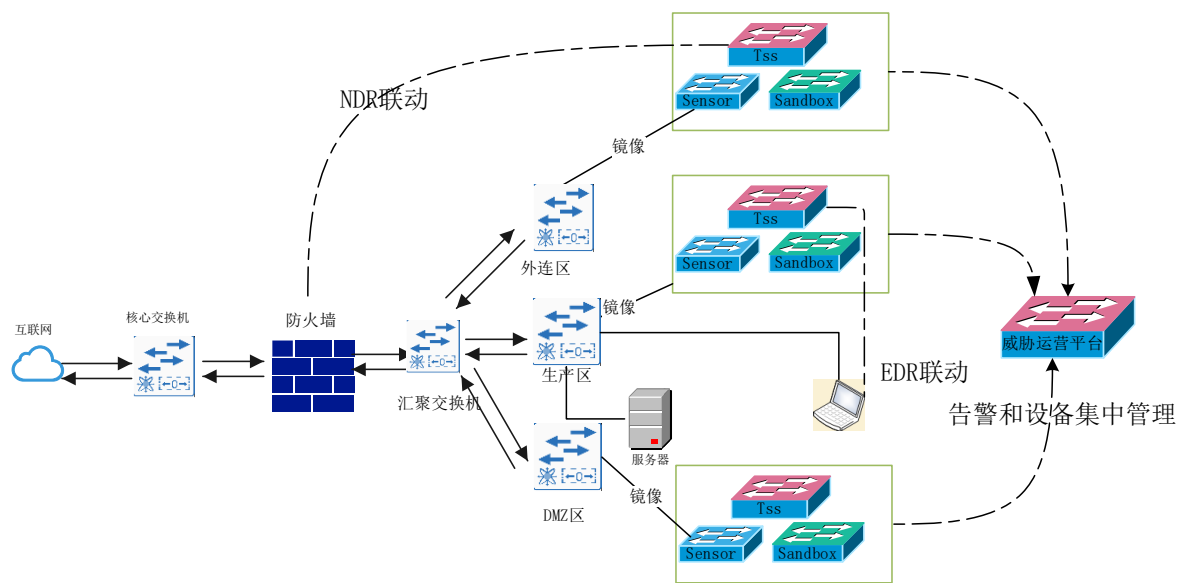 Tss
Sensor
Sandbox
NDR联动
镜像
外连区
Tss
Sensor
Sandbox
镜像
互联网
核心交换机
防火墙
汇聚交换机
生产区
威胁运营平台
EDR联动
告警和设备集中管理
服务器
DMZ区
镜像
Tss
Sensor
Sandbox